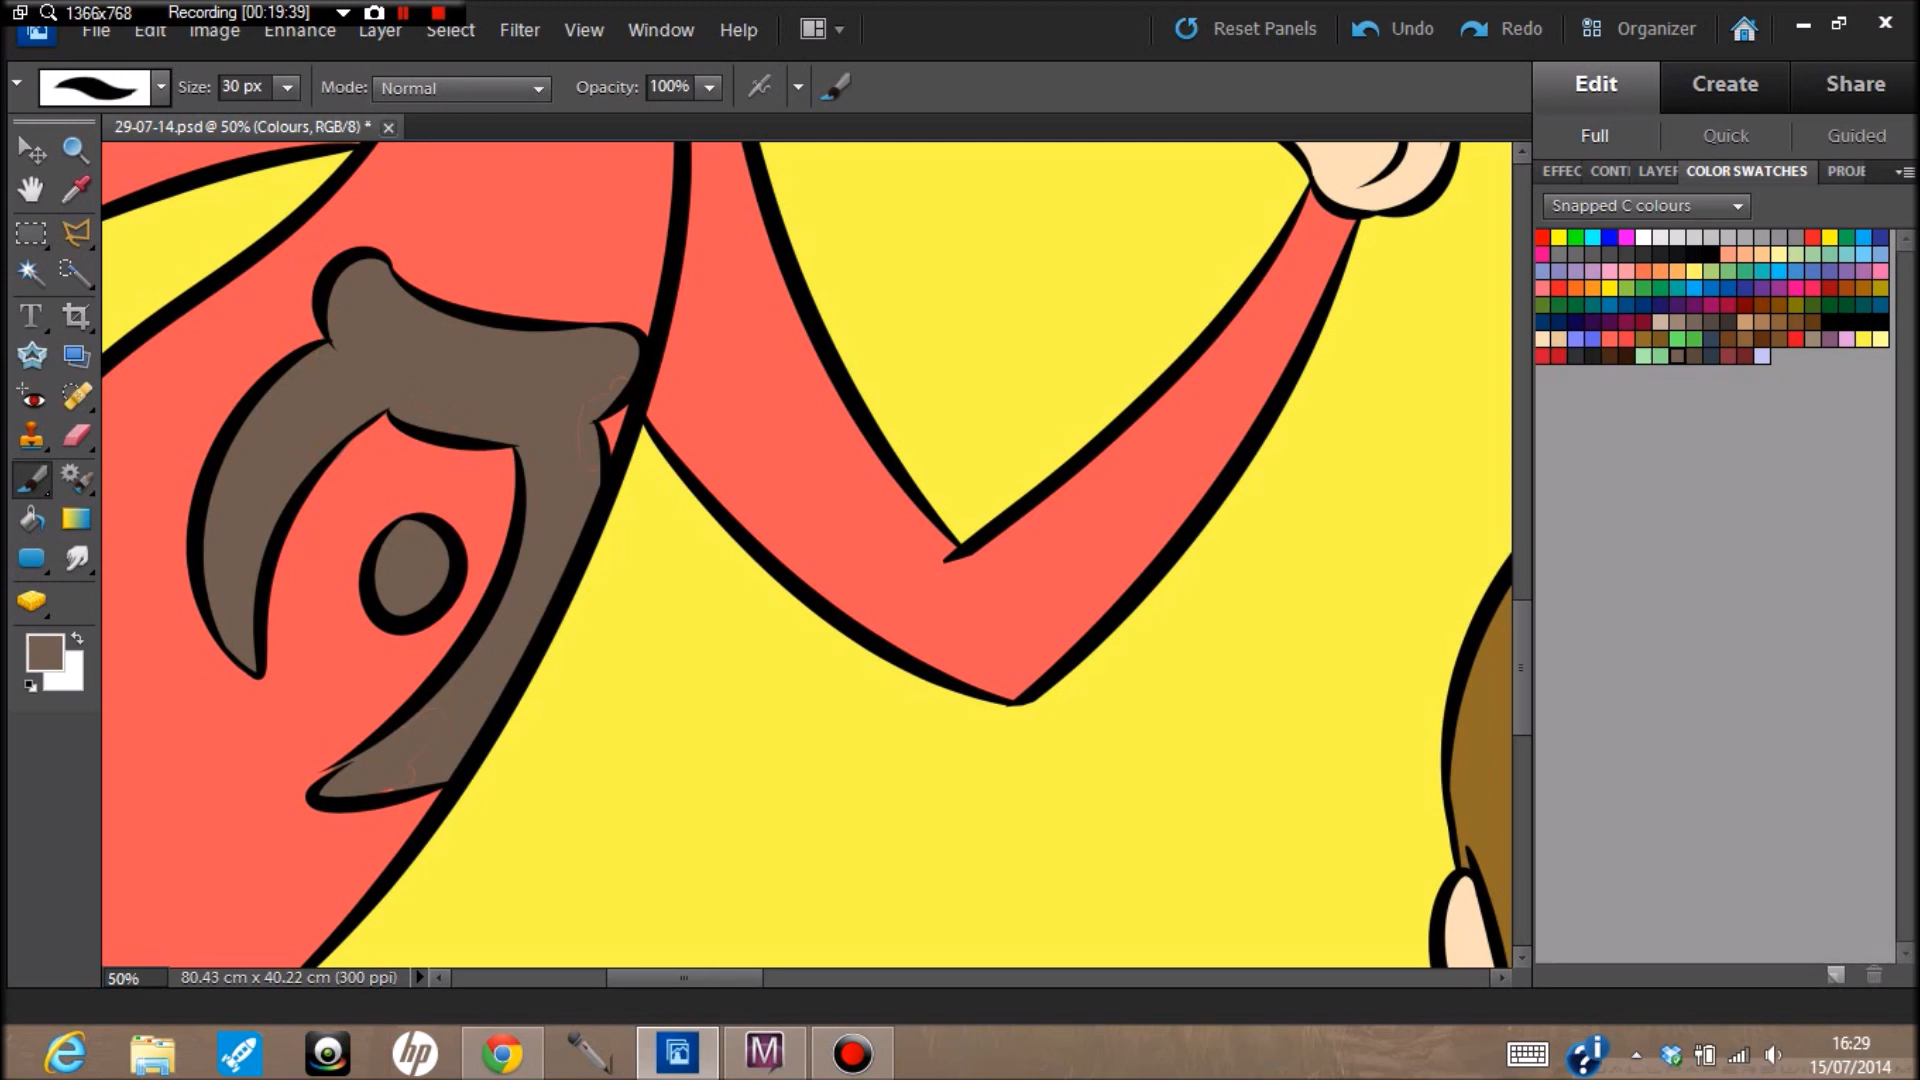 1366x768 Recording [00:19:39]
File Edit Image Enhance Layer Select Filter View Window Help Reset Panels Undo Redo Organizer
Size: 30 px Mode: Normal Opacity: 100%
Edit Create Share
29-07-14.psd @ 50% (Colours, RGB/8) *
Full Quick Guided
EFFEC CONTI LAYER COLOR SWATCHES PROJE
Snapped C colours
T
50% 80.43 cm x 40.22 cm (300 ppi)
hp M
16:29
15/07/2014